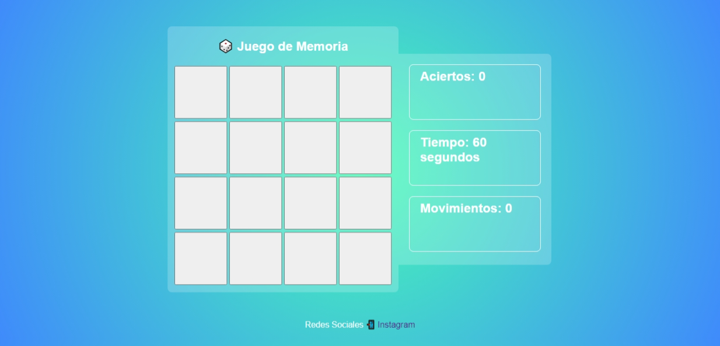 🎲 Juego de Memoria
Aciertos: 0
Tiempo: 60
segundos
Movimientos: 0
Redes Sociales 📲 Instagram